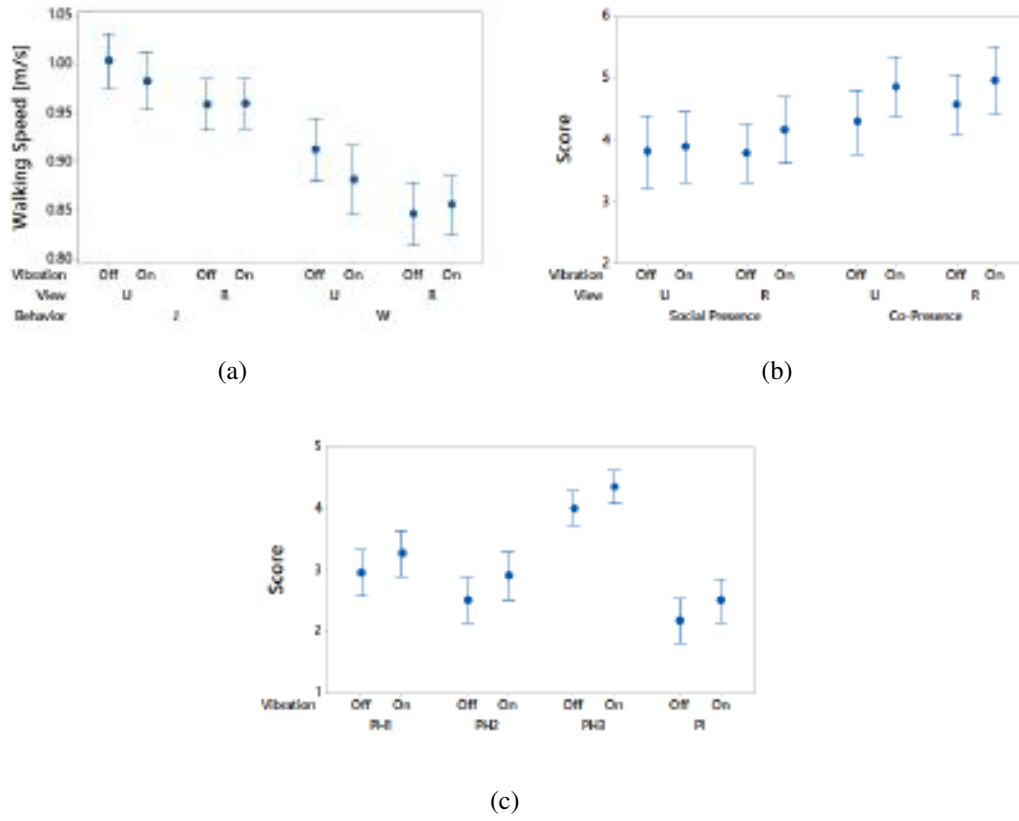 1.05
1.00
0.95
0.90
0.85
0.80
Walking Speed [m/s]
Vibration Off On Off On Off On Off On
View U R U R
Behavior J W
(a)
6
5
4
3
2
Score
Vibration Off On Off On Off On Off On
View U R U R
Social Presence Co-Presence
(b)
5
4
3
2
1
Score
Vibration Off On Off On Off On Off On
PH1 PH2 PH3 PI
(c)